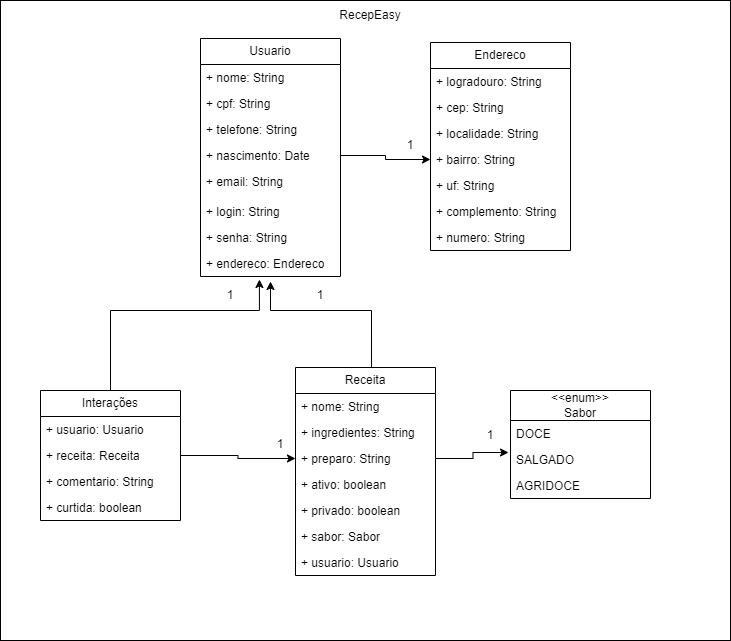 RecepEasy
Usuario
+ nome: String
+ cpf: String
+ telefone: String
+ nascimento: Date
+ email: String
+ login: String
+ senha: String
+ endereco: Endereco
1
Endereco
+ logradouro: String
+ cep: String
+ localidade: String
+ bairro: String
+ uf: String
+ complemento: String
+ numero: String
1
1
Interações
+ usuario: Usuario
+ receita: Receita
+ comentario: String
+ curtida: boolean
1
Receita
+ nome: String
+ ingredientes: String
+ preparo: String
+ ativo: boolean
+ privado: boolean
+ sabor: Sabor
+ usuario: Usuario
1
<<enum>>
Sabor
DOCE
SALGADO
AGRIDOCE